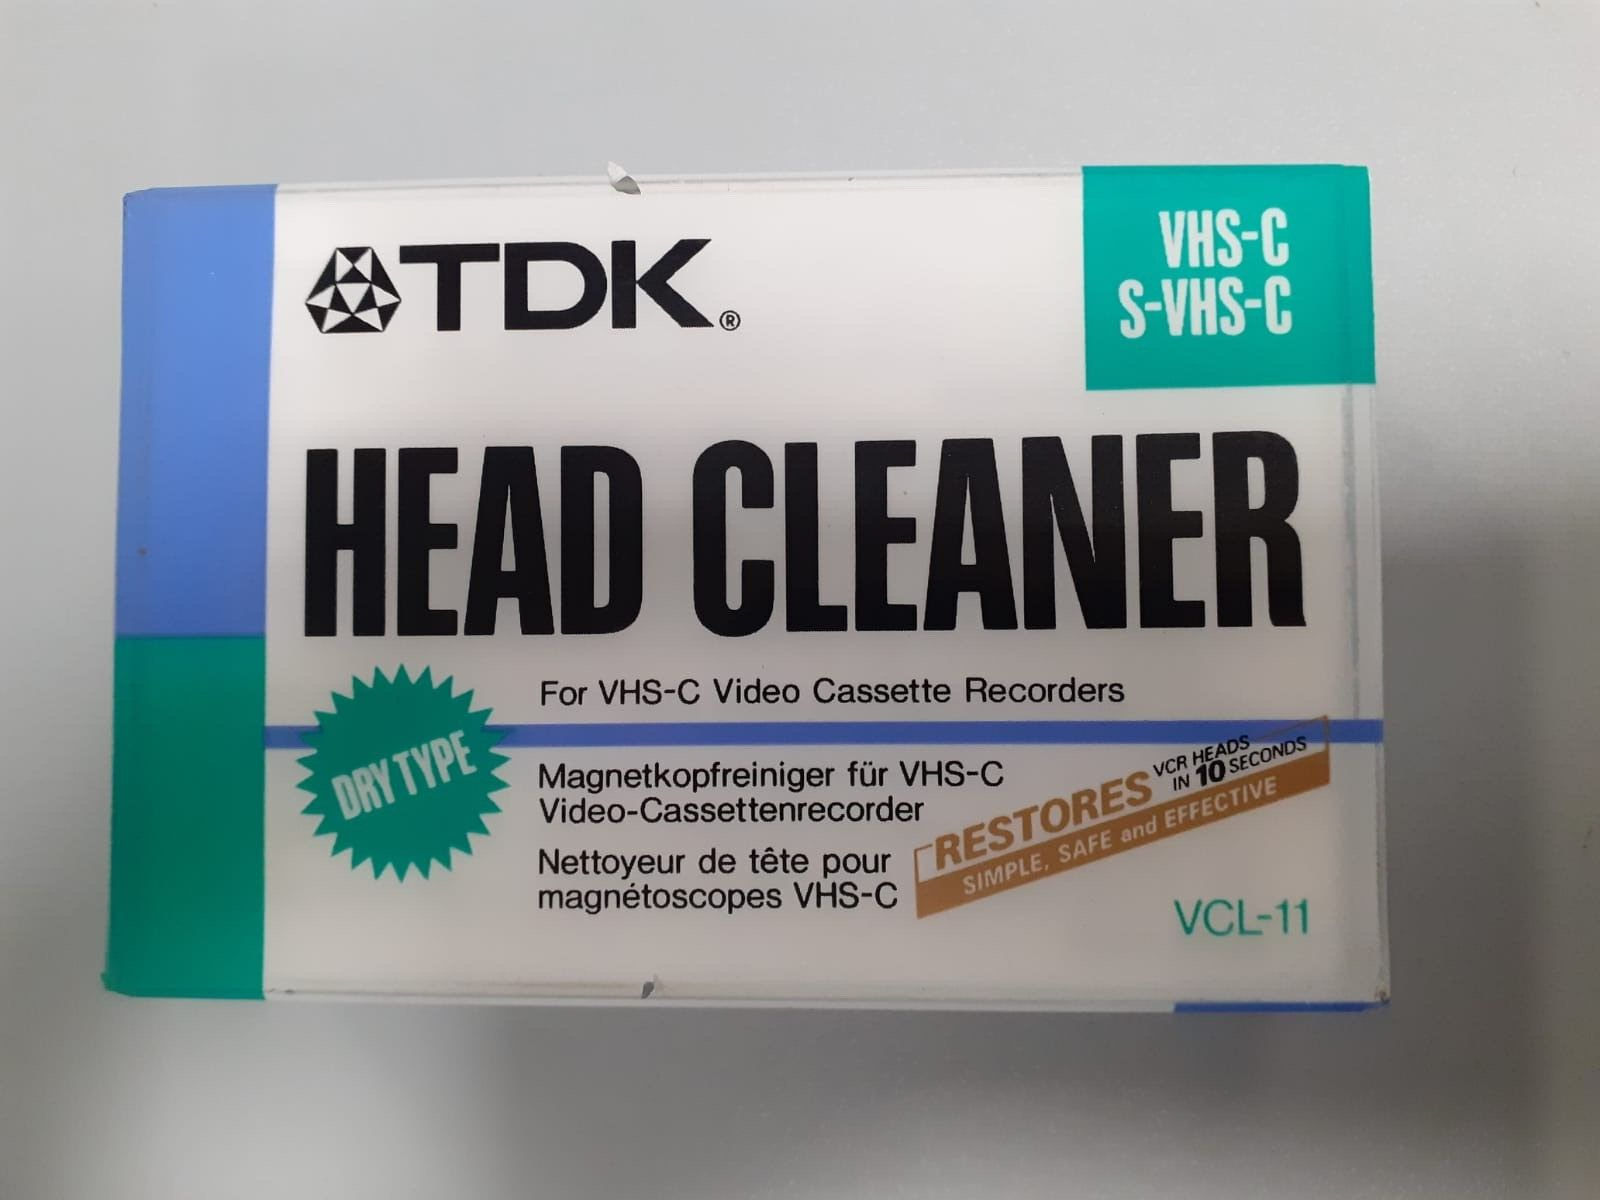 TDK®
VHS-C
S-VHS-C
HEAD CLEANER
For VHS-C Video Cassette Recorders
DRY TYPE
Magnetkopfreiniger für VHS-C
Video-Cassettenrecorder
Nettoyeur de tête pour
magnétoscopes VHS-C
RESTORES VCR HEADS
IN 10 SECONDS
SIMPLE, SAFE and EFFECTIVE
VCL-11